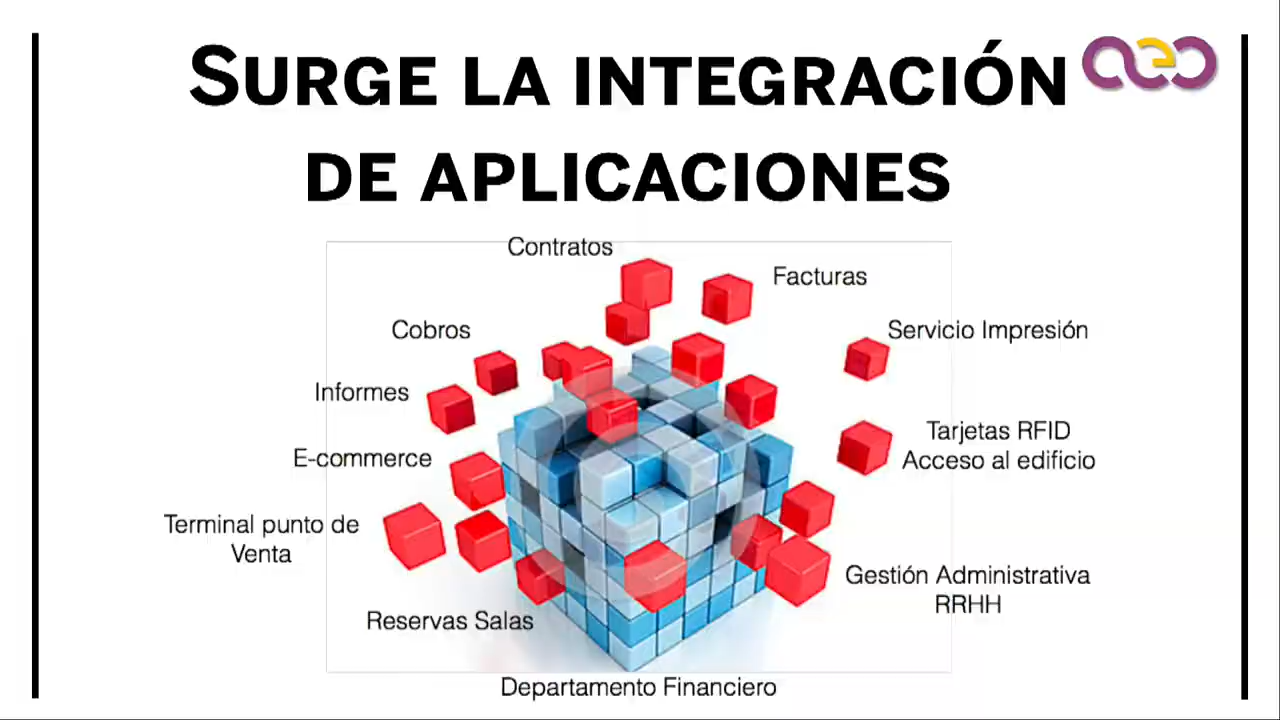 SURGE LA INTEGRACIÓN
DE APLICACIONES
Contratos
Facturas
Cobros
Servicio Impresión
Informes
Tarjetas RFID
Acceso al edificio
E-commerce
Terminal punto de
Venta
Gestión Administrativa
RRHH
Reservas Salas
Departamento Financiero